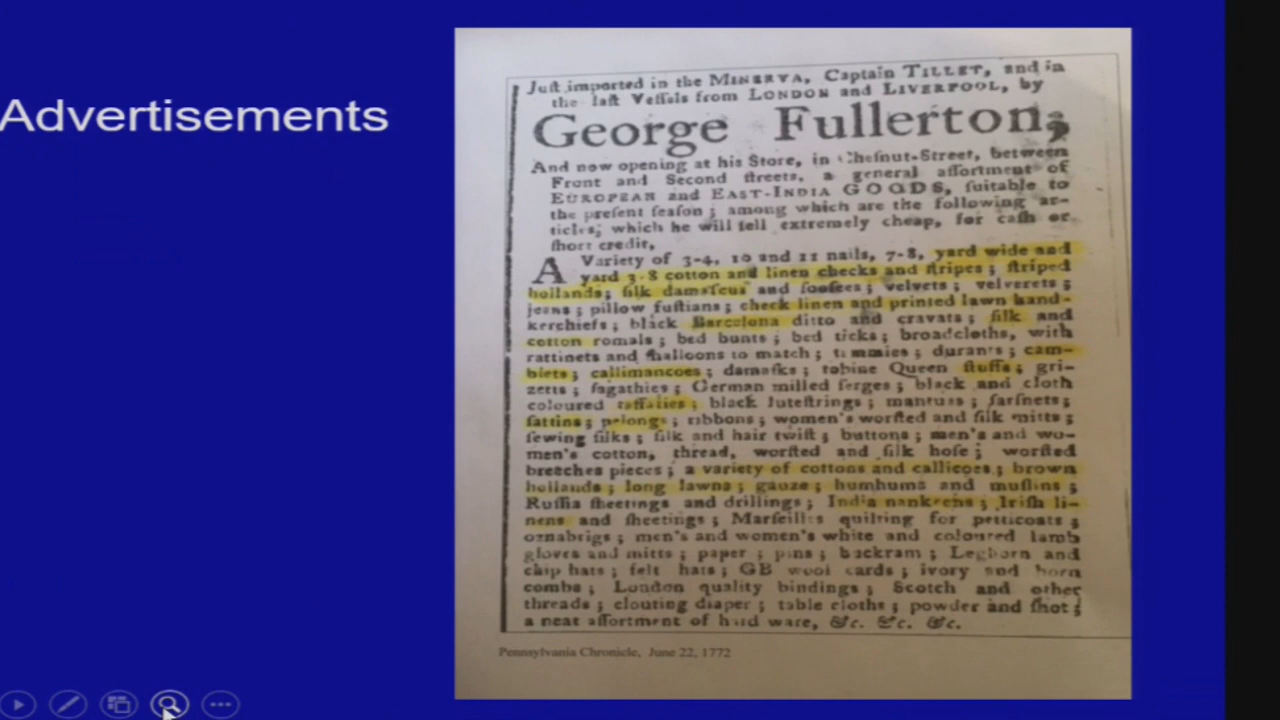 Advertisements
Juſt imported in the MINERVA, Captain TILLET, and in
the laſt Veſſels from LONDON and LIVERPOOL, by
George Fullerton,
And now opening at his Store, in Cheſnut-Street, between
Front and Second ſtreets, a general aſſortment of
EUROPEAN and EAST-INDIA GOODS, ſuitable to
the preſent ſeaſon; among which are the following ar-
ticles; which he will ſell extremely cheap, for caſh or
ſhort credit,
A Variety of 3-4, 10 and 11 nails, 7-8, yard wide and
yard 3-8 cotton and linen checks and ſtripes; ſtriped
hollands; ſilk damaſcus and ſooſees; velvets; velverets;
jeans; pillow fuſtians; check linen and printed lawn hand-
kerchiefs; black Barcelona ditto and cravats; ſilk and
cotton romals; bed bunts; bed ticks; broadcloths, with
rattinets and ſhalloons to match; tammies; durants; cam-
blets; callimancoes; damaſks; tobine Queen ſtuffs; gri-
zetts; ſagathies; German milled ſerges; black and cloth
coloured taffaties; black luteſtrings; mantuas; ſarſnets;
ſattins; pelongs; ribbons; women's worſted and ſilk mitts;
ſewing ſilks; ſilk and hair twiſt; buttons; men's and wo-
men's cotton, thread, worſted and ſilk hoſe; worſted
breeches pieces; a variety of cottons and callicoes; brown
hollands; long lawns; gauze; humhums and muſlins;
Ruſſia ſheetings and drillings; India nankeens; Iriſh li-
nens and ſheetings; Marſeilles quilting for petticoats;
oznabrigs; men's and women's white and coloured lamb
gloves and mitts; paper; pins; buckram; Leghorn and
chip hats; felt hats; GB wool cards; ivory and horn
combs; London quality bindings; Scotch and other
threads; clouting diaper; table cloths; powder and ſhot;
a neat aſſortment of hard ware, &c. &c. &c.
Pennsylvania Chronicle, June 22, 1772